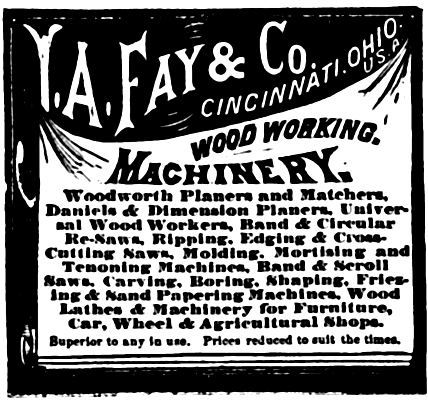 J.A. FAY & CO.
CINCINNATI. OHIO.
U.S.A
WOOD WORKING.
MACHINERY.
Woodworth Planers and Matchers,
Daniels & Dimension Planers, Univer-
sal Wood Workers, Band & Circular
Re-Saws, Ripping, Edging & Cross-
Cutting Saws, Molding, Mortising and
Tenoning Machines, Band & Scroll
Saws, Carving, Boring, Shaping, Friez-
ing & Sand Papering Machines, Wood
Lathes & Machinery for Furniture,
Car, Wheel & Agricultural Shops.
Superior to any in use. Prices reduced to suit the times.